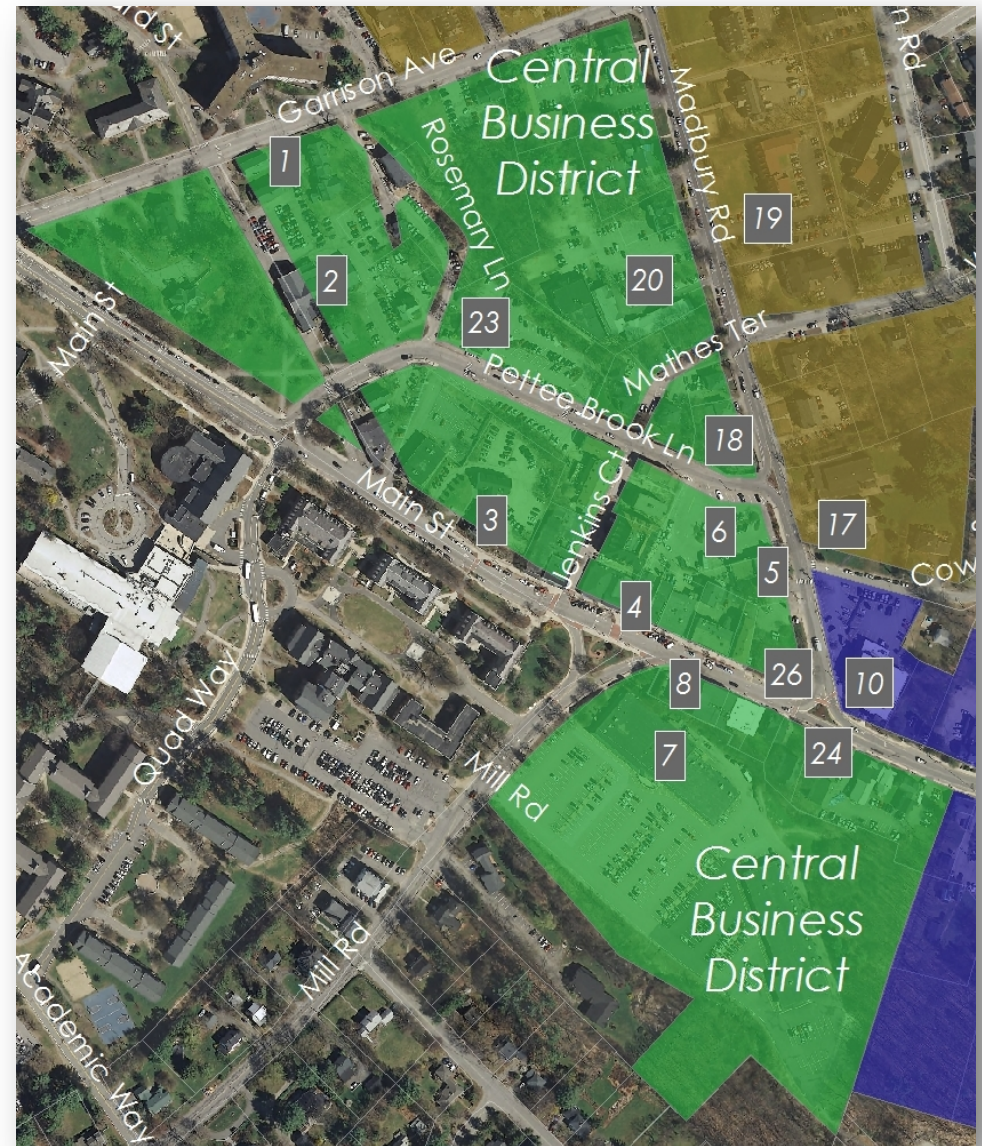 Garrison Ave
Central
Business
District
Madbury Rd
Rosemary Ln
1
19
2
20
23
Main St
Mathes Ter
Pettee Brook Ln
18
Main St
3
Jenkins Ct
6
17
5
4
26
8
10
7
24
Quad Way
Mill Rd
Central
Business
District
Mill Rd
Academic Way